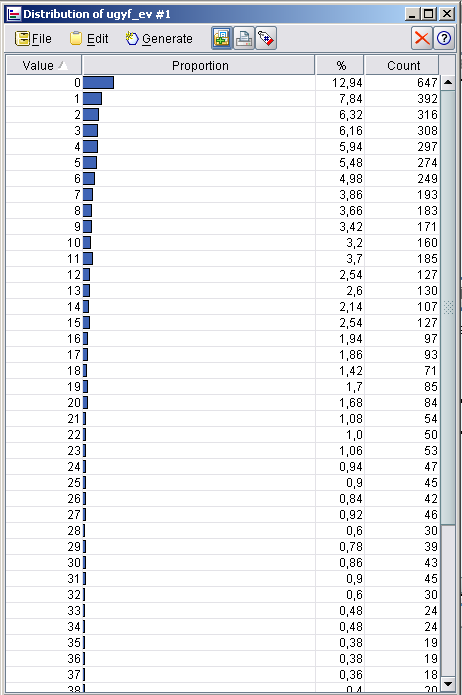 Distribution of ugyf_ev #1
File Edit Generate
Value Proportion % Count
0 12,94 647
1 7,84 392
2 6,32 316
3 6,16 308
4 5,94 297
5 5,48 274
6 4,98 249
7 3,86 193
8 3,66 183
9 3,42 171
10 3,2 160
11 3,7 185
12 2,54 127
13 2,6 130
14 2,14 107
15 2,54 127
16 1,94 97
17 1,86 93
18 1,42 71
19 1,7 85
20 1,68 84
21 1,08 54
22 1,0 50
23 1,06 53
24 0,94 47
25 0,9 45
26 0,84 42
27 0,92 46
28 0,6 30
29 0,78 39
30 0,86 43
31 0,9 45
32 0,6 30
33 0,48 24
34 0,48 24
35 0,38 19
36 0,38 19
37 0,36 18
38 0,4 20